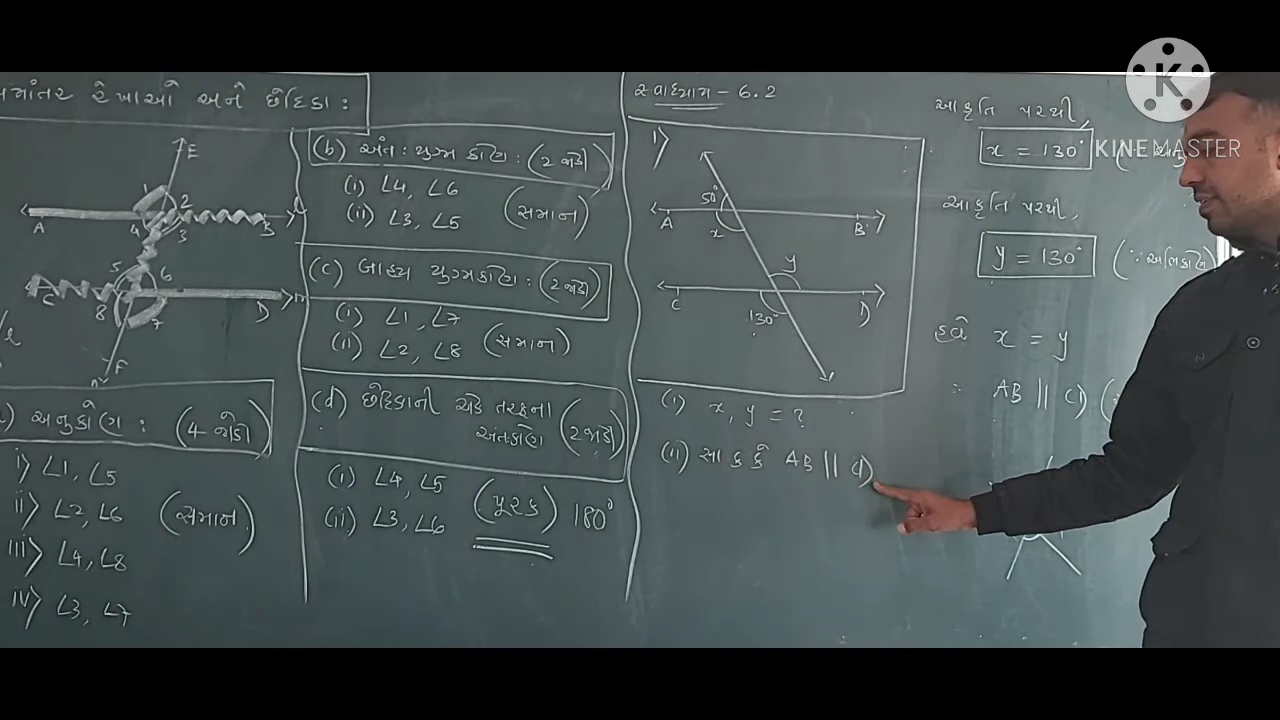 સમાંતર રેખાઓ અને છેદિકા :
E
1 2
A 4 3 B l
5 6
C 8 7 D m
F
n
અનુકોણ : (4 જોડી)
i) ∠1, ∠5
ii) ∠2, ∠6 (સમાન)
iii) ∠4, ∠8
iv) ∠3, ∠7
(b) અંતઃ યુગ્મકોણ : (2 જોડી)
(i) ∠4, ∠6
(ii) ∠3, ∠5 (સમાન)
(c) બાહ્ય યુગ્મકોણ : (2 જોડી)
(i) ∠1, ∠7
(ii) ∠2, ∠8 (સમાન)
(d) છેદિકાની એક તરફના
અંતઃકોણ (2 જોડી)
(i) ∠4, ∠5
(ii) ∠3, ∠6 (પૂરક) 180°
સ્વાધ્યાય - 6.2
1)
50°
A x B
y
C 130° D
(i) x, y = ?
(ii) સા ક કે AB || CD
આકૃતિ પરથી,
x = 130°
આકૃતિ પરથી,
y = 130° (∵ અભિકોણ)
હવે x = y
∴ AB || CD
K
KINEMASTER